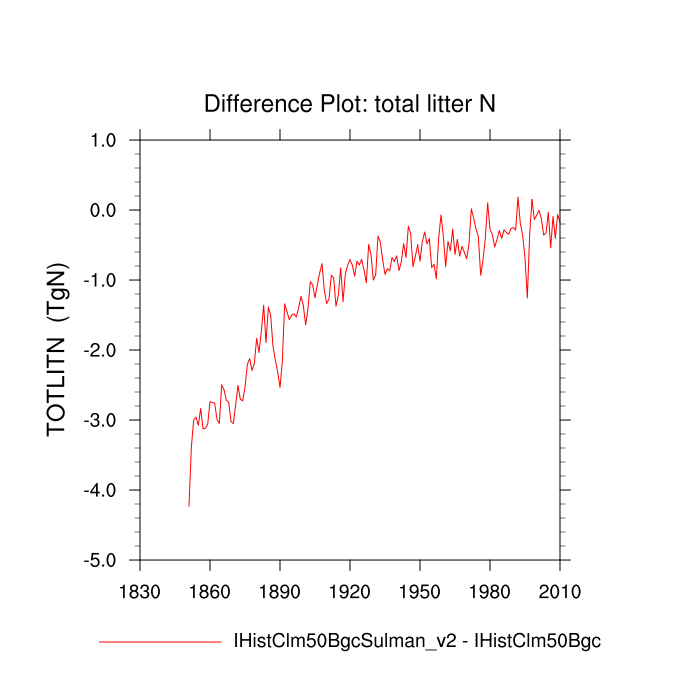 Difference Plot: total litter N
TOTLITN (TgN)
1.0
0.0
-1.0
-2.0
-3.0
-4.0
-5.0
1830 1860 1890 1920 1950 1980 2010
IHistClm50BgcSulman_v2 - IHistClm50Bgc